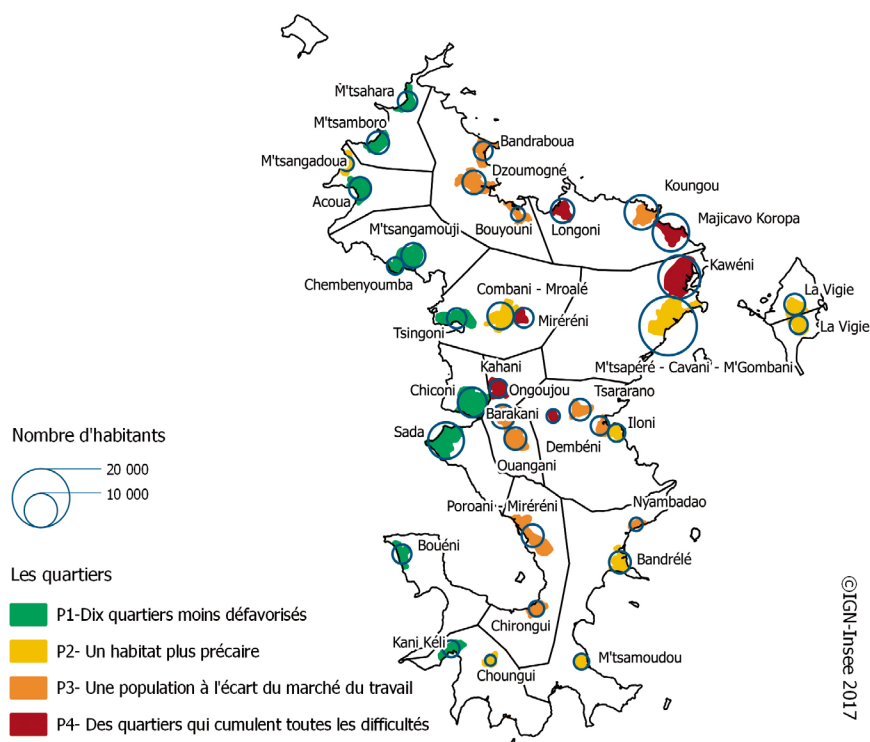 M'tsahara
M'tsamboro
Bandraboua
M'tsangadoua
Dzoumogné
Koungou
Acoua
M'tsangamoùji
Bouyouni
Longoni
Majicavo Koropa
Kawéni
Chembenyoumba
Combani - Mroalé
La Vigie
Tsingoni
Miréréni
La Vigie
Kahani
M'tsapéré - Cavani - M'Gombani
Chiconi
Ongoujou
Tsararano
Barakani
Sada
Iloni
Dembéni
Ouangani
Nombre d'habitants
20 000
10 000
Poroani - Miréréni
Nyambadao
Bouéni
Bandrélé
Les quartiers
P1-Dix quartiers moins défavorisés
Chirongui
Kani Kéli
P2- Un habitat plus précaire
M'tsamoudou
Choungui
P3- Une population à l'écart du marché du travail
P4- Des quartiers qui cumulent toutes les difficultés
©IGN-Insee 2017